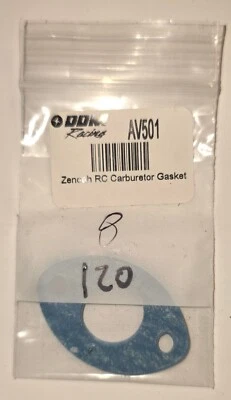 DDM
Racing
AV501
Zenoah RC Carburetor Gasket
8
120